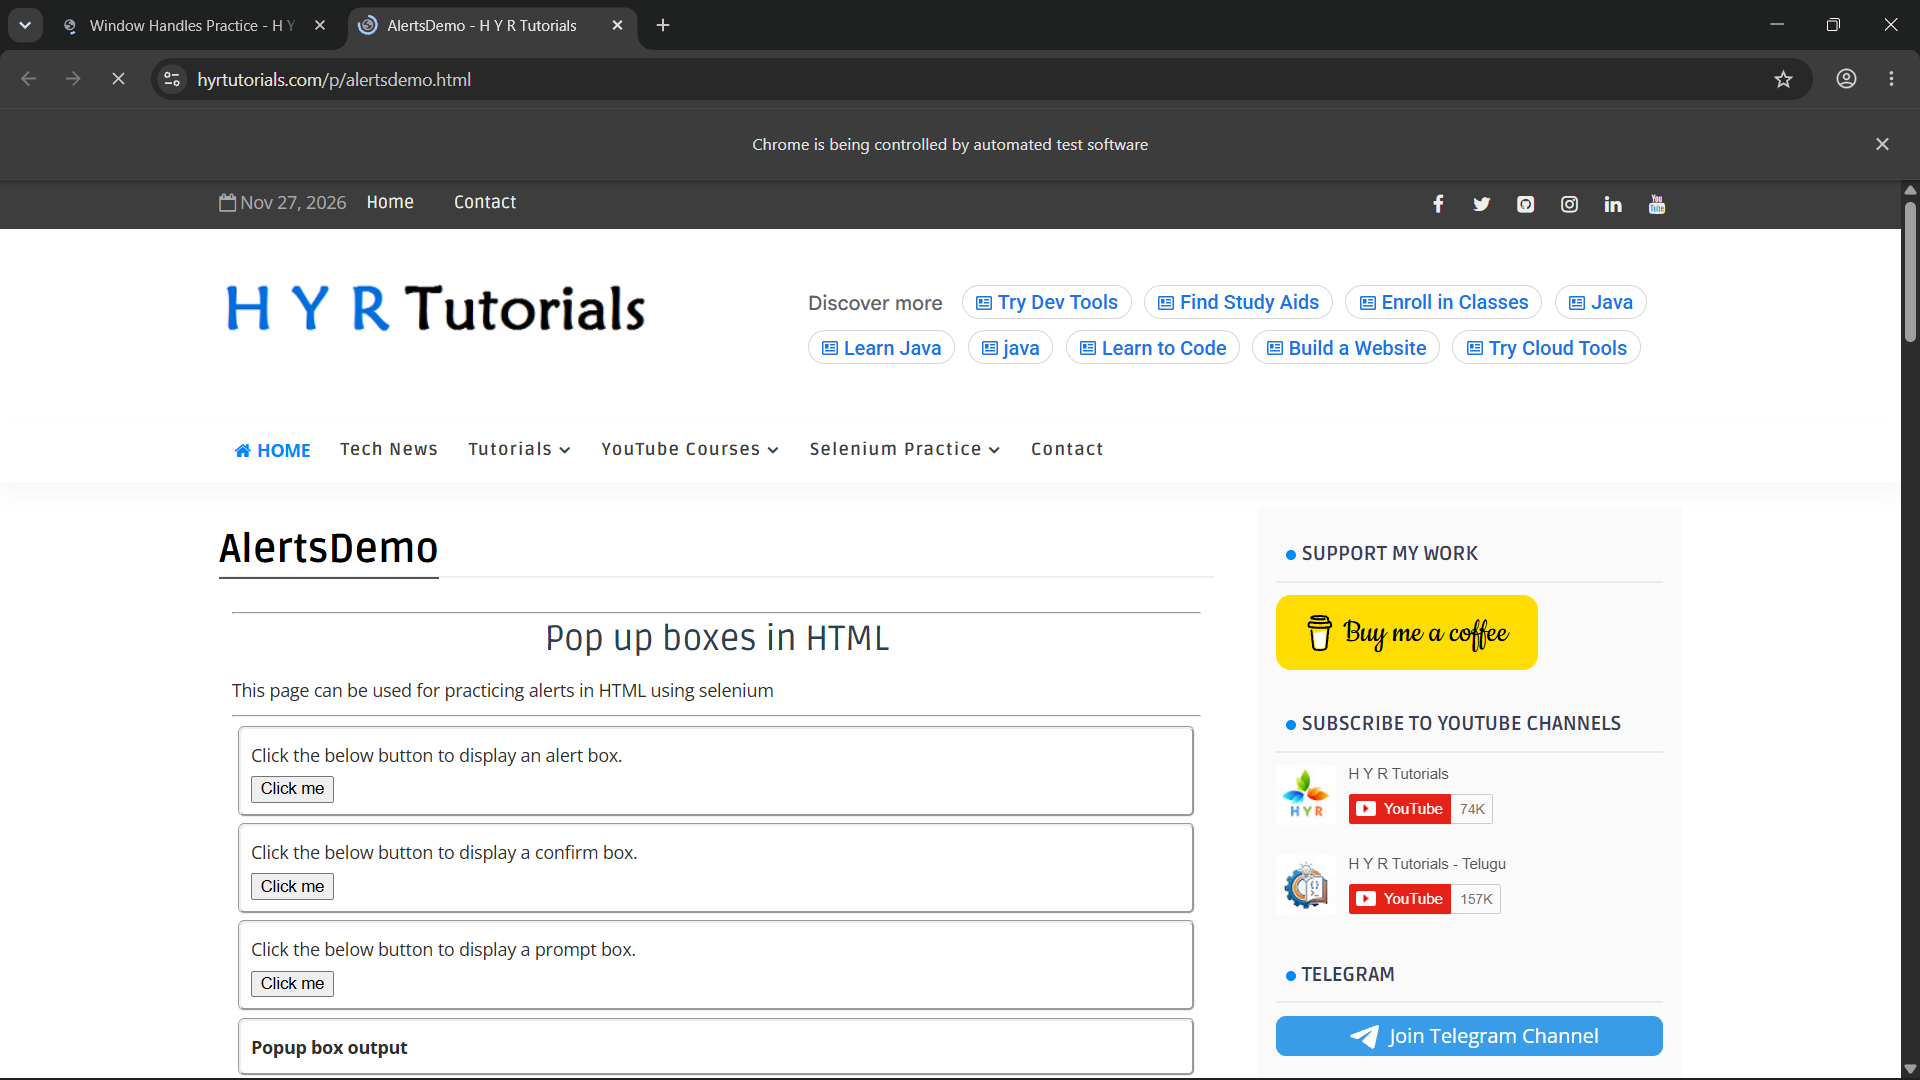 Window Handles Practice - H Y
AlertsDemo - H Y R Tutorials
hyrtutorials.com/p/alertsdemo.html
Chrome is being controlled by automated test software
Nov 27, 2026 Home Contact
You Tube
H Y R Tutorials
Discover more Try Dev Tools Find Study Aids Enroll in Classes Java
Learn Java java Learn to Code Build a Website Try Cloud Tools
HOME Tech News Tutorials YouTube Courses Selenium Practice Contact
AlertsDemo
Pop up boxes in HTML
This page can be used for practicing alerts in HTML using selenium
Click the below button to display an alert box.
Click me
Click the below button to display a confirm box.
Click me
Click the below button to display a prompt box.
Click me
Popup box output
SUPPORT MY WORK
Buy me a coffee
SUBSCRIBE TO YOUTUBE CHANNELS
HYR
H Y R Tutorials
YouTube 74K
H Y R Tutorials - Telugu
YouTube 157K
TELEGRAM
Join Telegram Channel